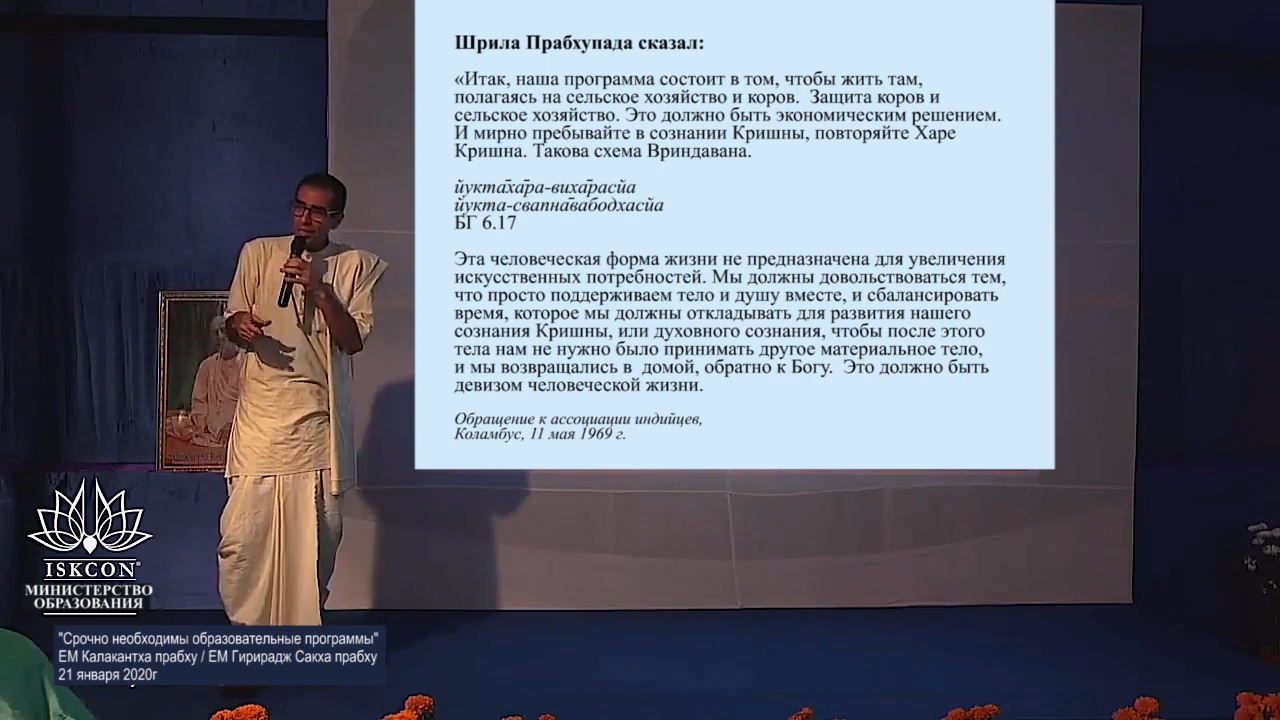 Шрила Прабхупада сказал:
«Итак, наша программа состоит в том, чтобы жить там,
полагаясь на сельское хозяйство и коров.  Защита коров и
сельское хозяйство. Это должно быть экономическим решением.
И мирно пребывайте в сознании Кришны, повторяйте Харе
Кришна. Такова схема Вриндавана.
йукта̄ха̄ра-виха̄расйа
йукта-свапна̄вабодхасйа
БГ 6.17
Эта человеческая форма жизни не предназначена для увеличения
искусственных потребностей. Мы должны довольствоваться тем,
что просто поддерживаем тело и душу вместе, и сбалансировать
время, которое мы должны откладывать для развития нашего
сознания Кришны, или духовного сознания, чтобы после этого
тела нам не нужно было принимать другое материальное тело,
и мы возвращались в  домой, обратно к Богу.  Это должно быть
девизом человеческой жизни.
Обращение к ассоциации индийцев,
Коламбус, 11 мая 1969 г.
ISKCON®
МИНИСТЕРСТВО
ОБРАЗОВАНИЯ
"Срочно необходимы образовательные программы"
ЕМ Калакантха прабху / ЕМ Гирирадж Сакха прабху
21 января 2020г